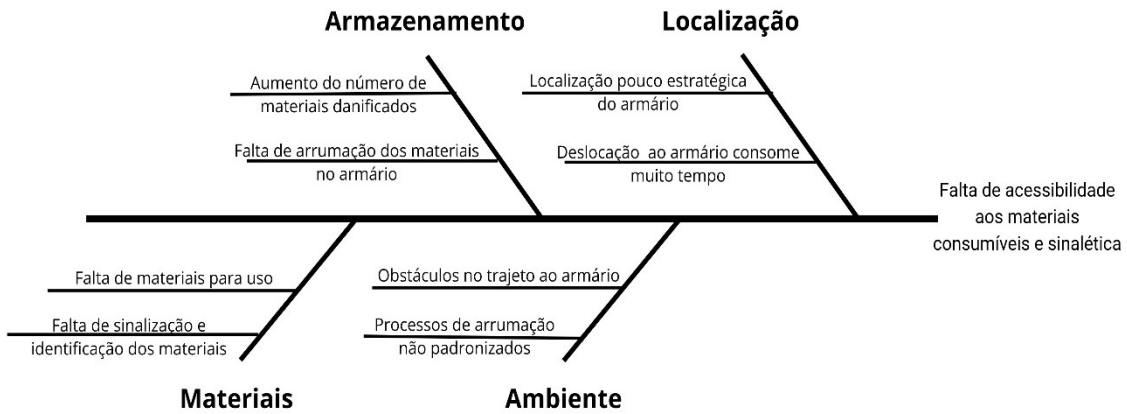 Armazenamento
Localização
Aumento do número de
materiais danificados
Localização pouco estratégica
do armário
Falta de arrumação dos materiais
no armário
Deslocação ao armário consome
muito tempo
Falta de acessibilidade
aos materiais
consumíveis e sinalética
Falta de materiais para uso
Obstáculos no trajeto ao armário
Falta de sinalização e
identificação dos materiais
Processos de arrumação
não padronizados
Materiais
Ambiente